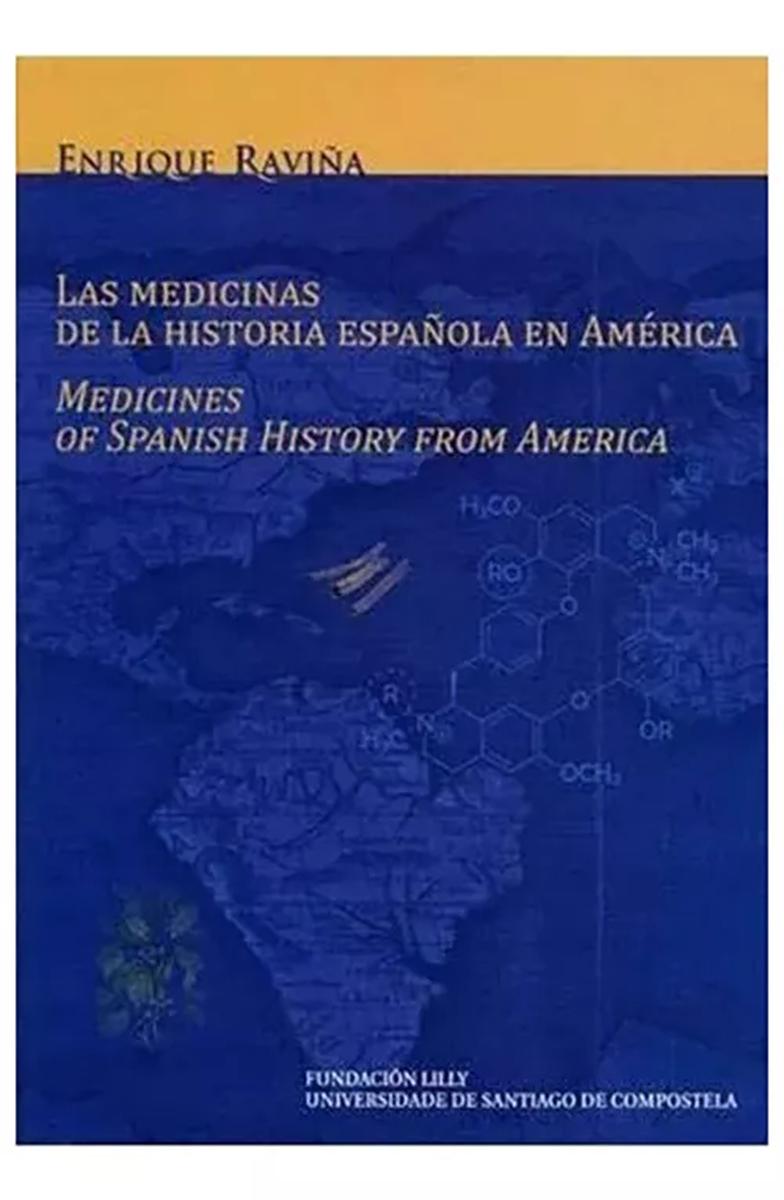 ENRIQUE RAVIÑA
LAS MEDICINAS
DE LA HISTORIA ESPAÑOLA EN AMÉRICA
MEDICINES
OF SPANISH HISTORY FROM AMERICA
X
H₃CO
N
CH₃
RO
CH₃
O
R
O
N
OR
H₃C
OCH₃
FUNDACIÓN LILLY
UNIVERSIDADE DE SANTIAGO DE COMPOSTELA